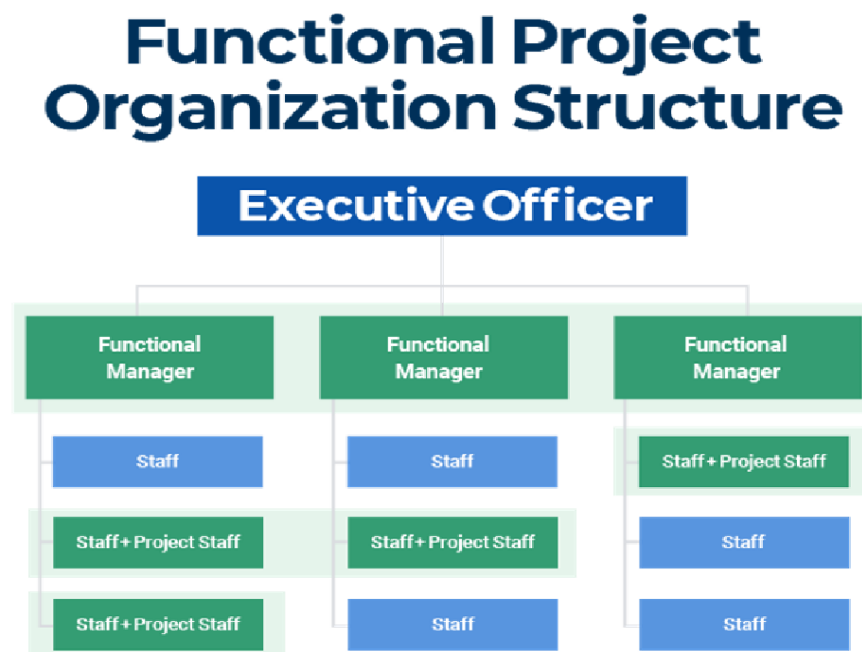 Functional Project
Organization Structure
Executive Officer
Functional
Manager
Functional
Manager
Functional
Manager
Staff
Staff
Staff+ Project Staff
Staff+ Project Staff
Staff+ Project Staff
Staff
Staff+ Project Staff
Staff
Staff